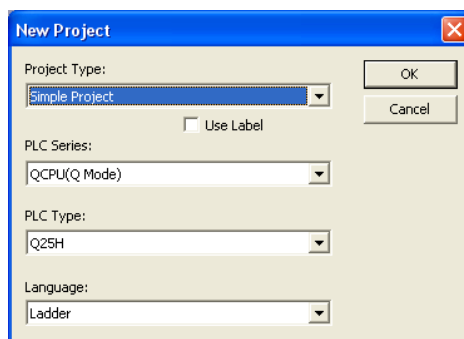 New Project
Project Type:
Simple Project
Use Label
PLC Series:
QCPU(Q Mode)
PLC Type:
Q25H
Language:
Ladder
OK
Cancel